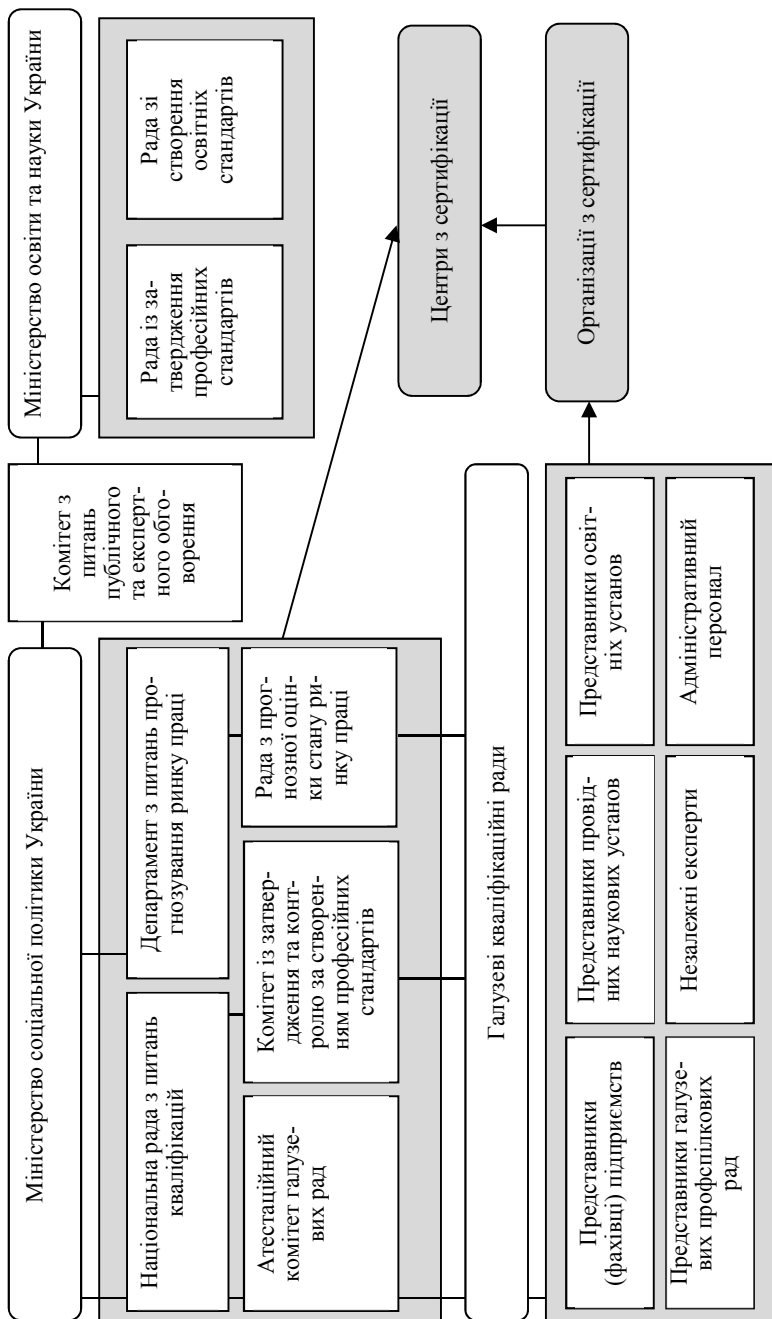 Міністерство соціальної політики України
Комітет з
питань
публічного
та експерт-
ного обго-
ворення
Міністерство освіти та науки України
Національна рада з питань
кваліфікацій
Департамент з питань про-
гнозування ринку праці
Атестаційний
комітет галузе-
вих рад
Комітет із затвер-
дження та конт-
ролю за створен-
ням професійних
стандартів
Рада з прог-
нозної оцін-
ки стану ри-
нку праці
Рада із за-
твердження
професійних
стандартів
Рада зі
створення
освітніх
стандартів
Галузеві кваліфікаційні ради
Центри з сертифікації
Представники
(фахівці) підприємств
Представники провід-
них наукових установ
Представники освіт-
ніх установ
Представники галузе-
вих профспілкових
рад
Незалежні експерти
Адміністративний
персонал
Організації з сертифікації